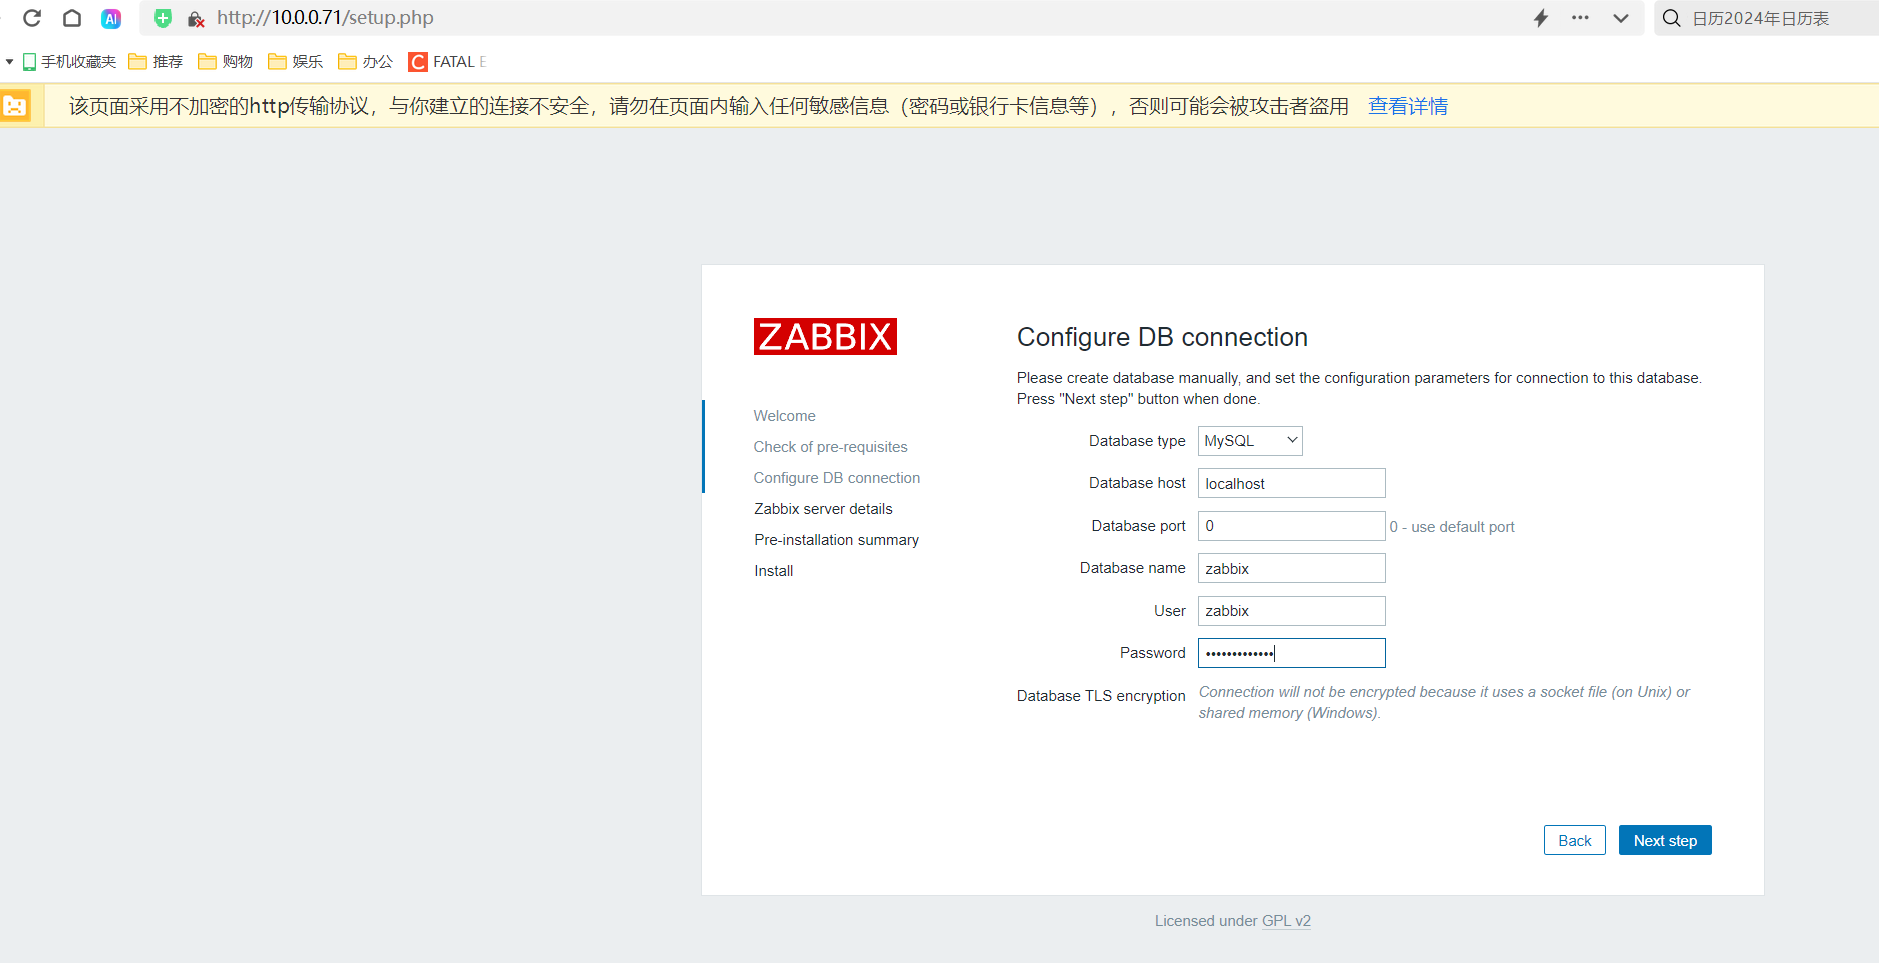 AI http://10.0.0.71/setup.php 日历2024年日历表
手机收藏夹 推荐 购物 娱乐 办公 C FATAL E
该页面采用不加密的http传输协议，与你建立的连接不安全，请勿在页面内输入任何敏感信息（密码或银行卡信息等），否则可能会被攻击者盗用 查看详情
ZABBIX
Welcome
Check of pre-requisites
Configure DB connection
Zabbix server details
Pre-installation summary
Install
Configure DB connection
Please create database manually, and set the configuration parameters for connection to this database.
Press "Next step" button when done.
Database type MySQL
Database host localhost
Database port 0 0 - use default port
Database name zabbix
User zabbix
Password •••••••••••••
Database TLS encryption Connection will not be encrypted because it uses a socket file (on Unix) or
shared memory (Windows).
Back Next step
Licensed under GPL v2